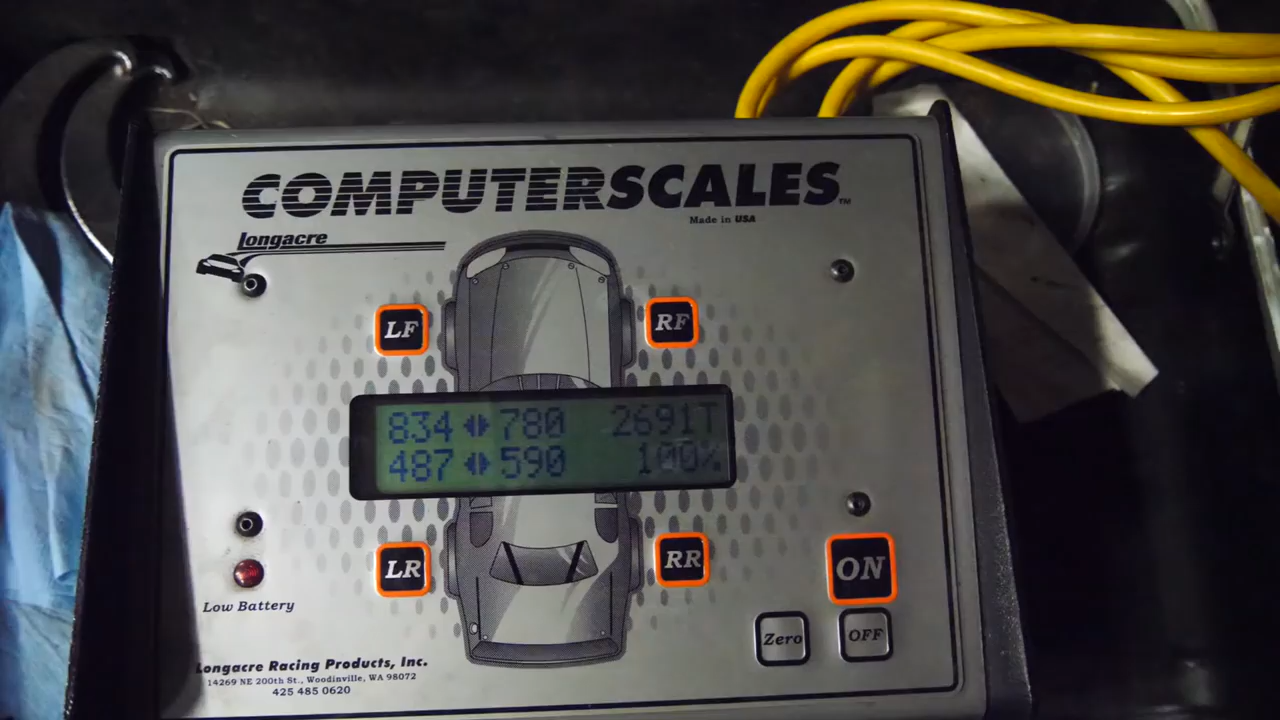 COMPUTERSCALES™
Made in USA
Longacre
LF
RF
834 780 2691T
487 590 100%
LR
RR
ON
Low Battery
Zero
OFF
Longacre Racing Products, Inc.
14269 NE 200th St., Woodinville, WA 98072
425 485 0620